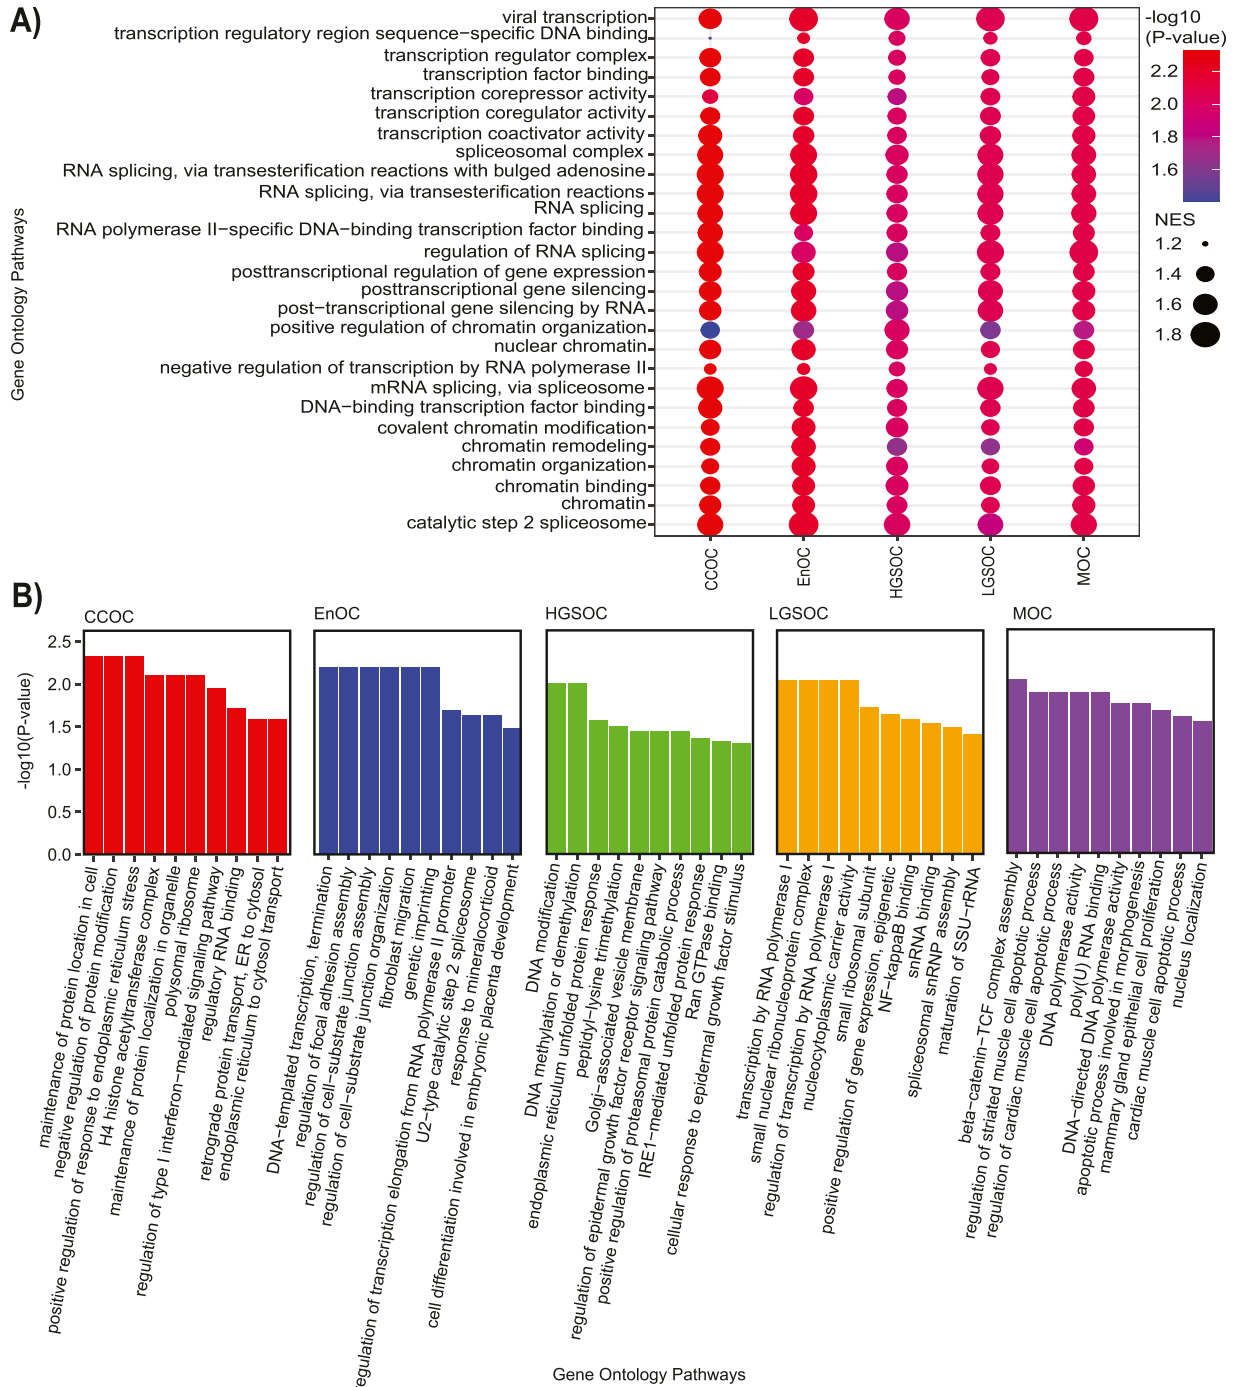 A)
Gene Ontology Pathways
viral transcription
transcription regulatory region sequence−specific DNA binding
transcription regulator complex
transcription factor binding
transcription corepressor activity
transcription coregulator activity
transcription coactivator activity
spliceosomal complex
RNA splicing, via transesterification reactions with bulged adenosine
RNA splicing, via transesterification reactions
RNA splicing
RNA polymerase II−specific DNA−binding transcription factor binding
regulation of RNA splicing
posttranscriptional regulation of gene expression
posttranscriptional gene silencing
post−transcriptional gene silencing by RNA
positive regulation of chromatin organization
nuclear chromatin
negative regulation of transcription by RNA polymerase II
mRNA splicing, via spliceosome
DNA−binding transcription factor binding
covalent chromatin modification
chromatin remodeling
chromatin organization
chromatin binding
chromatin
catalytic step 2 spliceosome
CCOC
EnOC
HGSOC
LGSOC
MOC
-log10
(P-value)
2.2
2.0
1.8
1.6
NES
1.2
1.4
1.6
1.8
B)
CCOC
EnOC
HGSOC
LGSOC
MOC
-log10(P-value)
2.5
2.0
1.5
1.0
0.5
0.0
maintenance of protein location in cell
negative regulation of protein modification
positive regulation of response to endoplasmic reticulum stress
H4 histone acetyltransferase complex
maintenance of protein localization in organelle
polysomal ribosome
regulation of type I interferon−mediated signaling pathway
regulatory RNA binding
retrograde protein transport, ER to cytosol
endoplasmic reticulum to cytosol transport
DNA-templated transcription, termination
regulation of focal adhesion assembly
regulation of cell−substrate junction assembly
regulation of cell−substrate junction organization
fibroblast migration
genetic imprinting
regulation of transcription elongation from RNA polymerase II promoter
U2−type catalytic step 2 spliceosome
response to mineralocorticoid
cell differentiation involved in embryonic placenta development
DNA modification
DNA methylation or demethylation
endoplasmic reticulum unfolded protein response
peptidyl−lysine trimethylation
Golgi−associated vesicle membrane
regulation of epidermal growth factor receptor signaling pathway
positive regulation of proteasomal protein catabolic process
IRE1−mediated unfolded protein response
Ran GTPase binding
cellular response to epidermal growth factor stimulus
transcription by RNA polymerase I
small nuclear ribonucleoprotein complex
regulation of transcription by RNA polymerase I
nucleocytoplasmic carrier activity
small ribosomal subunit
positive regulation of gene expression, epigenetic
NF−kappaB binding
snRNA binding
spliceosomal snRNP assembly
maturation of SSU−rRNA
beta−catenin−TCF complex assembly
regulation of striated muscle cell apoptotic process
regulation of cardiac muscle cell apoptotic process
DNA polymerase activity
poly(U) RNA binding
DNA−directed DNA polymerase activity
apoptotic process involved in morphogenesis
mammary gland epithelial cell proliferation
cardiac muscle cell apoptotic process
nucleus localization
Gene Ontology Pathways